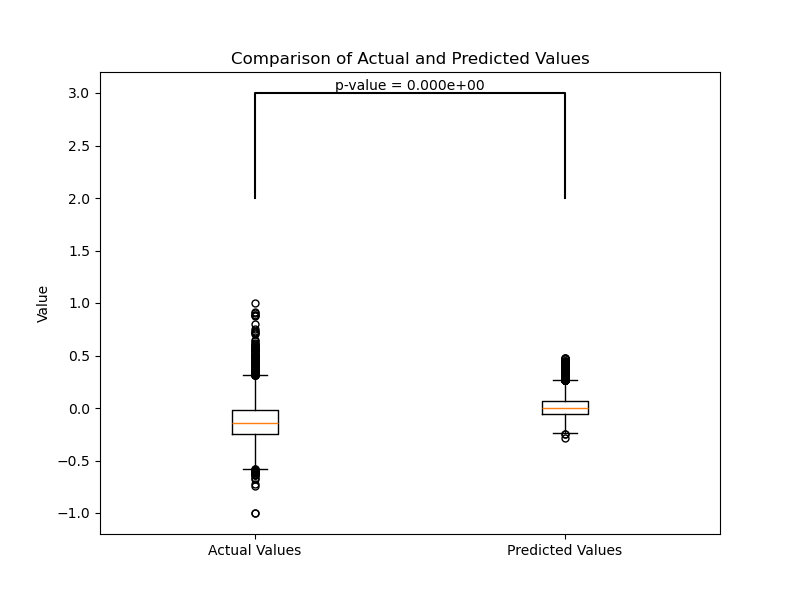 Comparison of Actual and Predicted Values
p-value = 0.000e+00
3.0
2.5
2.0
1.5
1.0
0.5
0.0
−0.5
−1.0
Value
Actual Values
Predicted Values